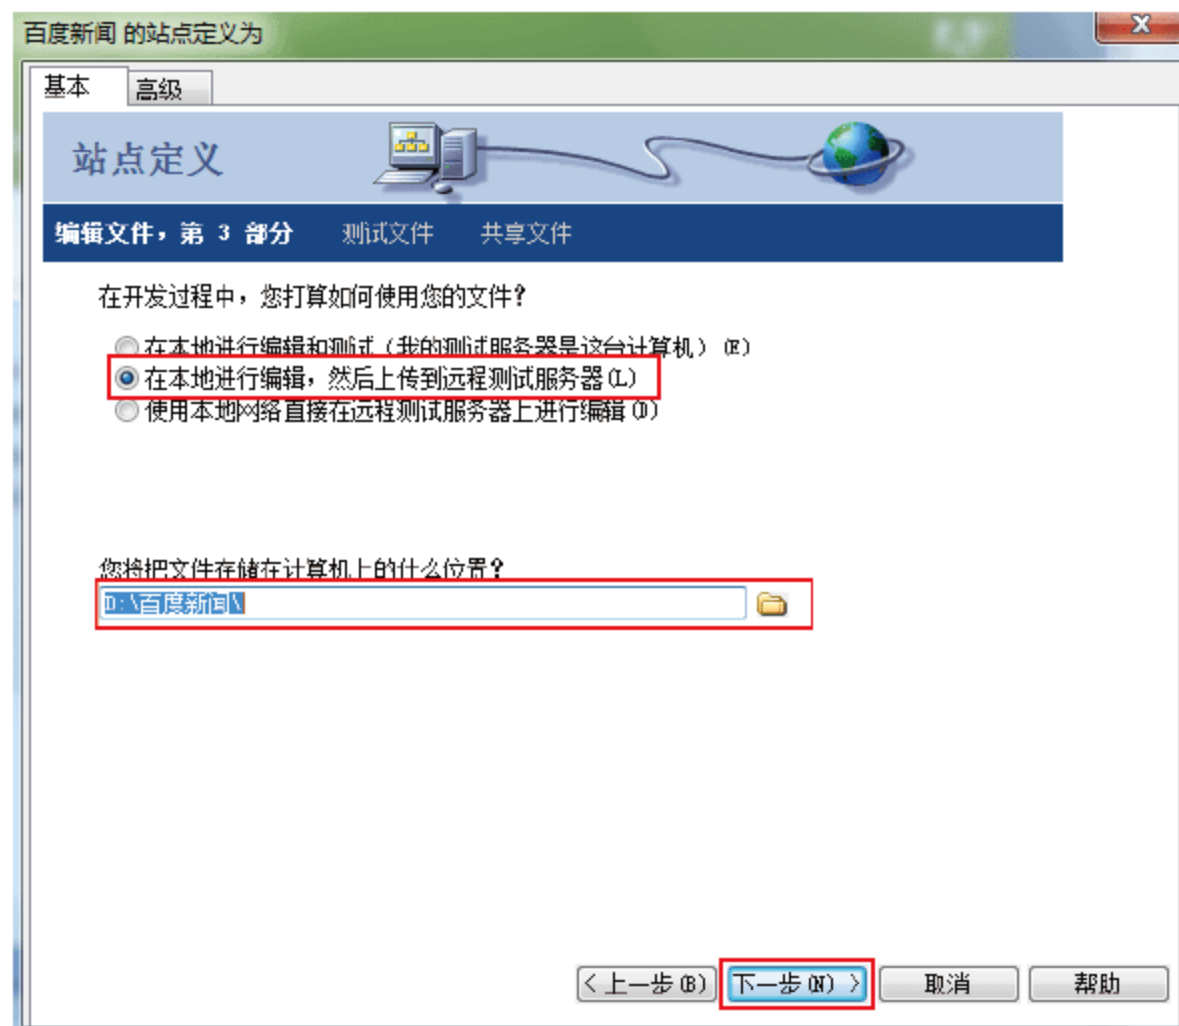 百度新闻 的站点定义为
X
基本 高级
站点定义
编辑文件，第 3 部分 测试文件 共享文件
在开发过程中，您打算如何使用您的文件？
在本地进行编辑和测试（我的测试服务器是这台计算机）(E)
在本地进行编辑，然后上传到远程测试服务器(L)
使用本地网络直接在远程测试服务器上进行编辑(D)
您将把文件存储在计算机上的什么位置？
D:\百度新闻\
< 上一步(B) 下一步(N) > 取消 帮助